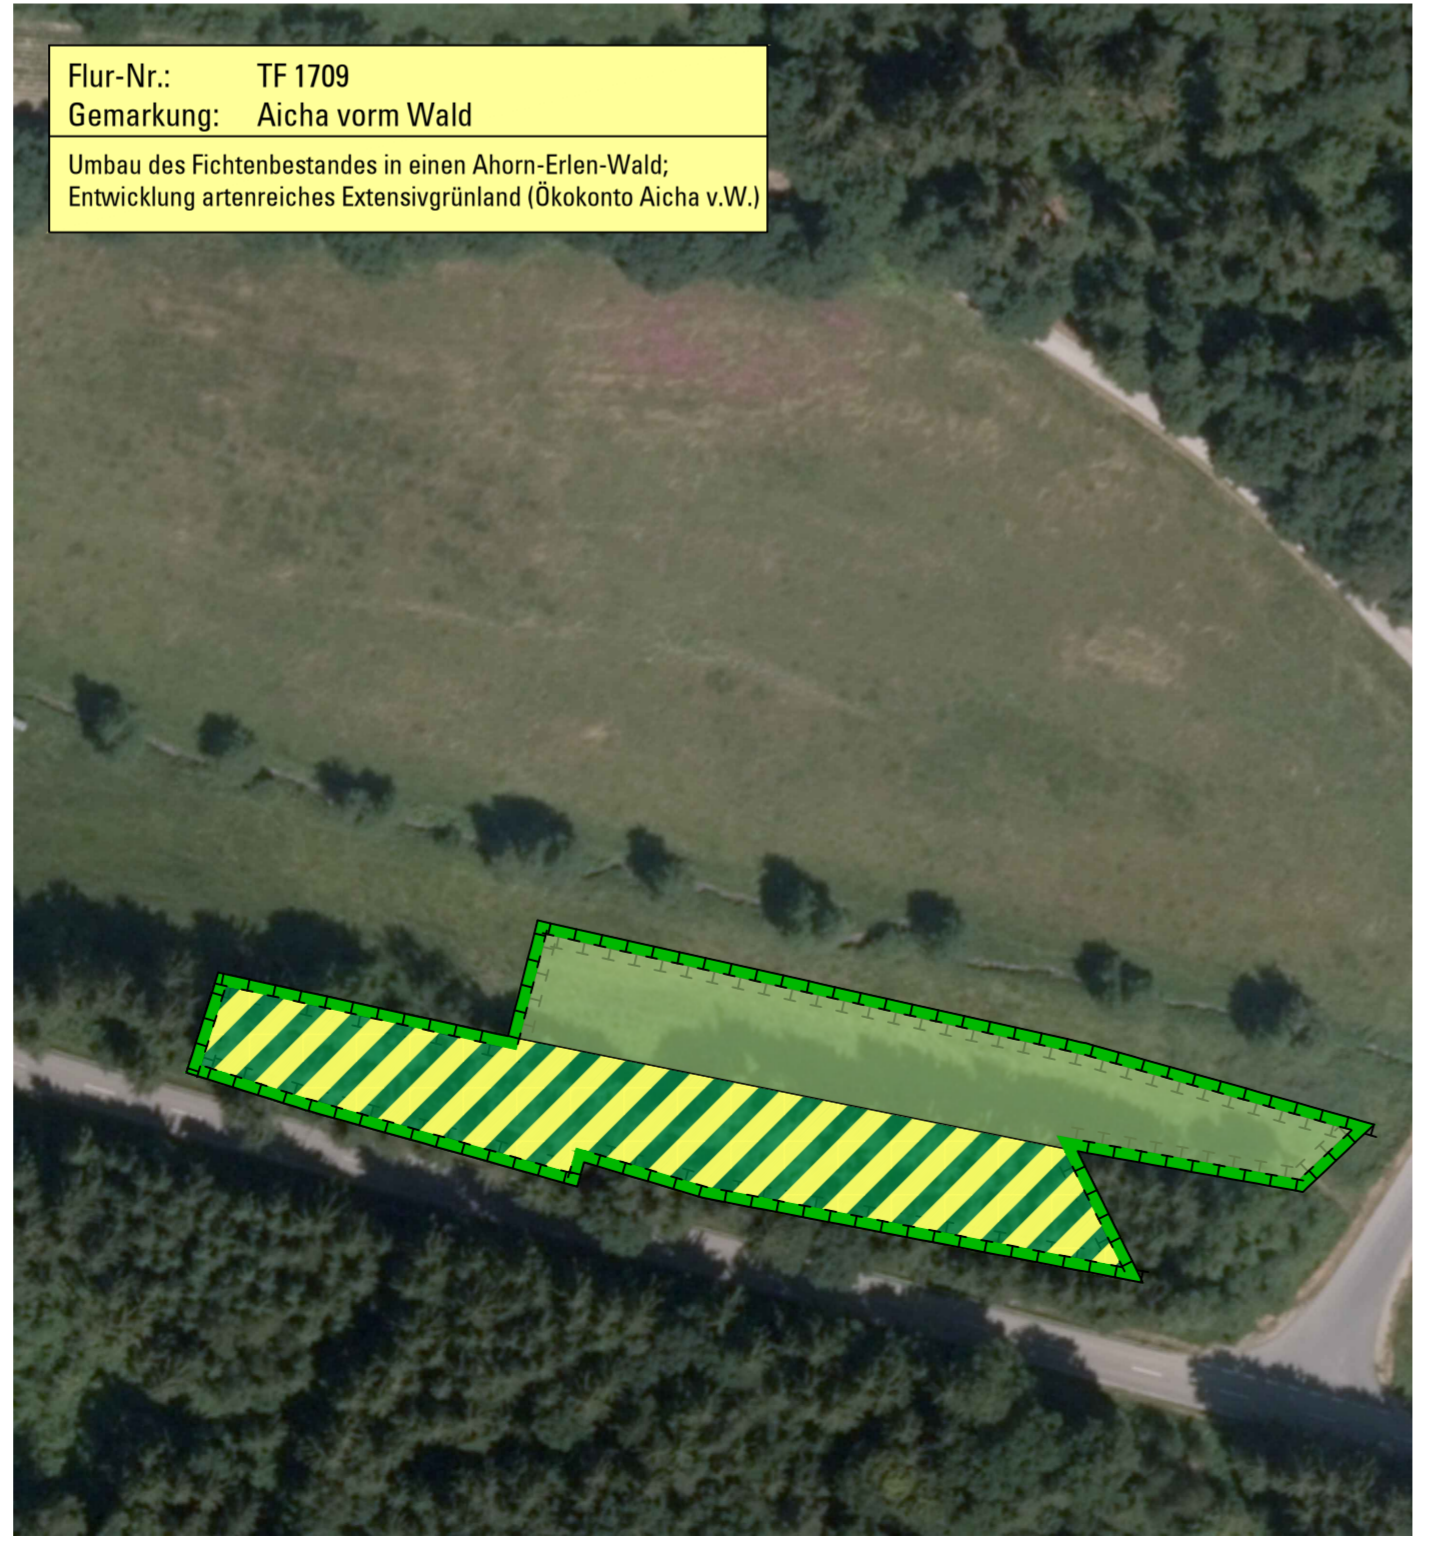 Flur-Nr.: TF 1709
Gemarkung: Aicha vorm Wald
Umbau des Fichtenbestandes in einen Ahorn-Erlen-Wald;
Entwicklung artenreiches Extensivgrünland (Ökokonto Aicha v.W.)